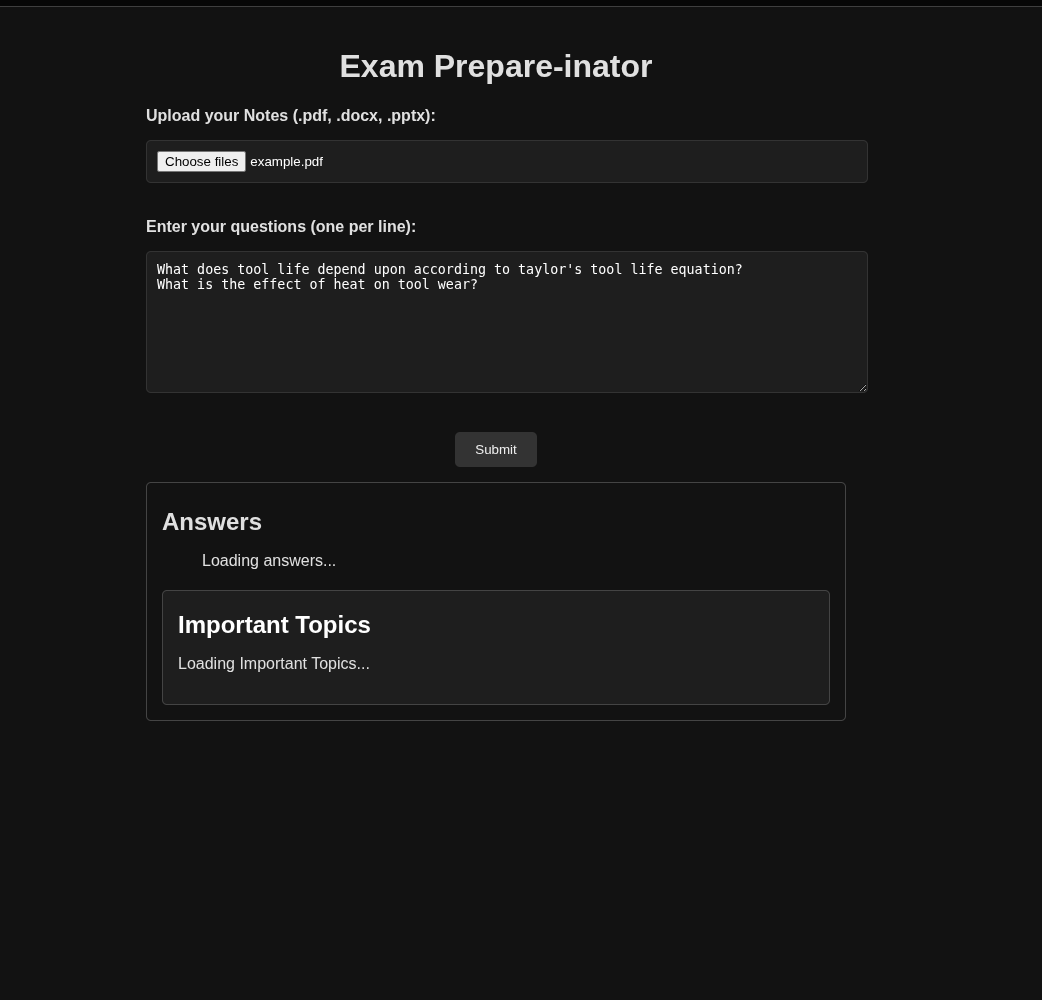 Exam Prepare-inator
Upload your Notes (.pdf, .docx, .pptx):
Choose files example.pdf
Enter your questions (one per line):
What does tool life depend upon according to taylor's tool life equation?
What is the effect of heat on tool wear?
Submit
Answers
Loading answers...
Important Topics
Loading Important Topics...